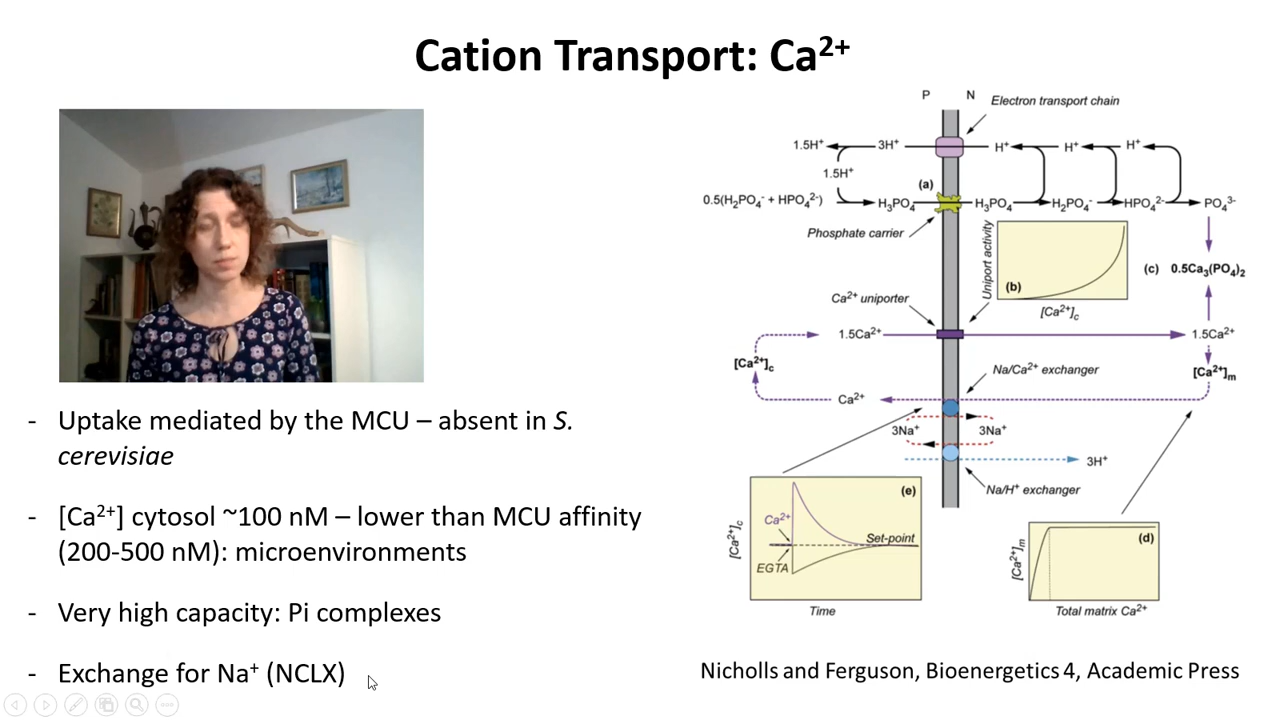 Cation Transport: Ca²⁺
- Uptake mediated by the MCU – absent in S.
cerevisiae
- [Ca²⁺] cytosol ~100 nM – lower than MCU affinity
(200-500 nM): microenvironments
- Very high capacity: Pi complexes
- Exchange for Na⁺ (NCLX)
P N
Electron transport chain
1.5H⁺ 3H⁺ H⁺ H⁺ H⁺
1.5H⁺
(a)
0.5(H₂PO₄⁻ + HPO₄²⁻) H₃PO₄ H₃PO₄ H₂PO₄⁻ HPO₄²⁻ PO₄³⁻
Phosphate carrier
Uniport activity
(b)
[Ca²⁺]c
(c) 0.5Ca₃(PO₄)₂
Ca²⁺ uniporter
1.5Ca²⁺ 1.5Ca²⁺
[Ca²⁺]c
Na/Ca²⁺ exchanger
[Ca²⁺]m
Ca²⁺
3Na⁺ 3Na⁺
3H⁺
Na/H⁺ exchanger
(e)
[Ca²⁺]c
Ca²⁺
Set-point
EGTA
Time
(d)
[Ca²⁺]m
Total matrix Ca²⁺
Nicholls and Ferguson, Bioenergetics 4, Academic Press